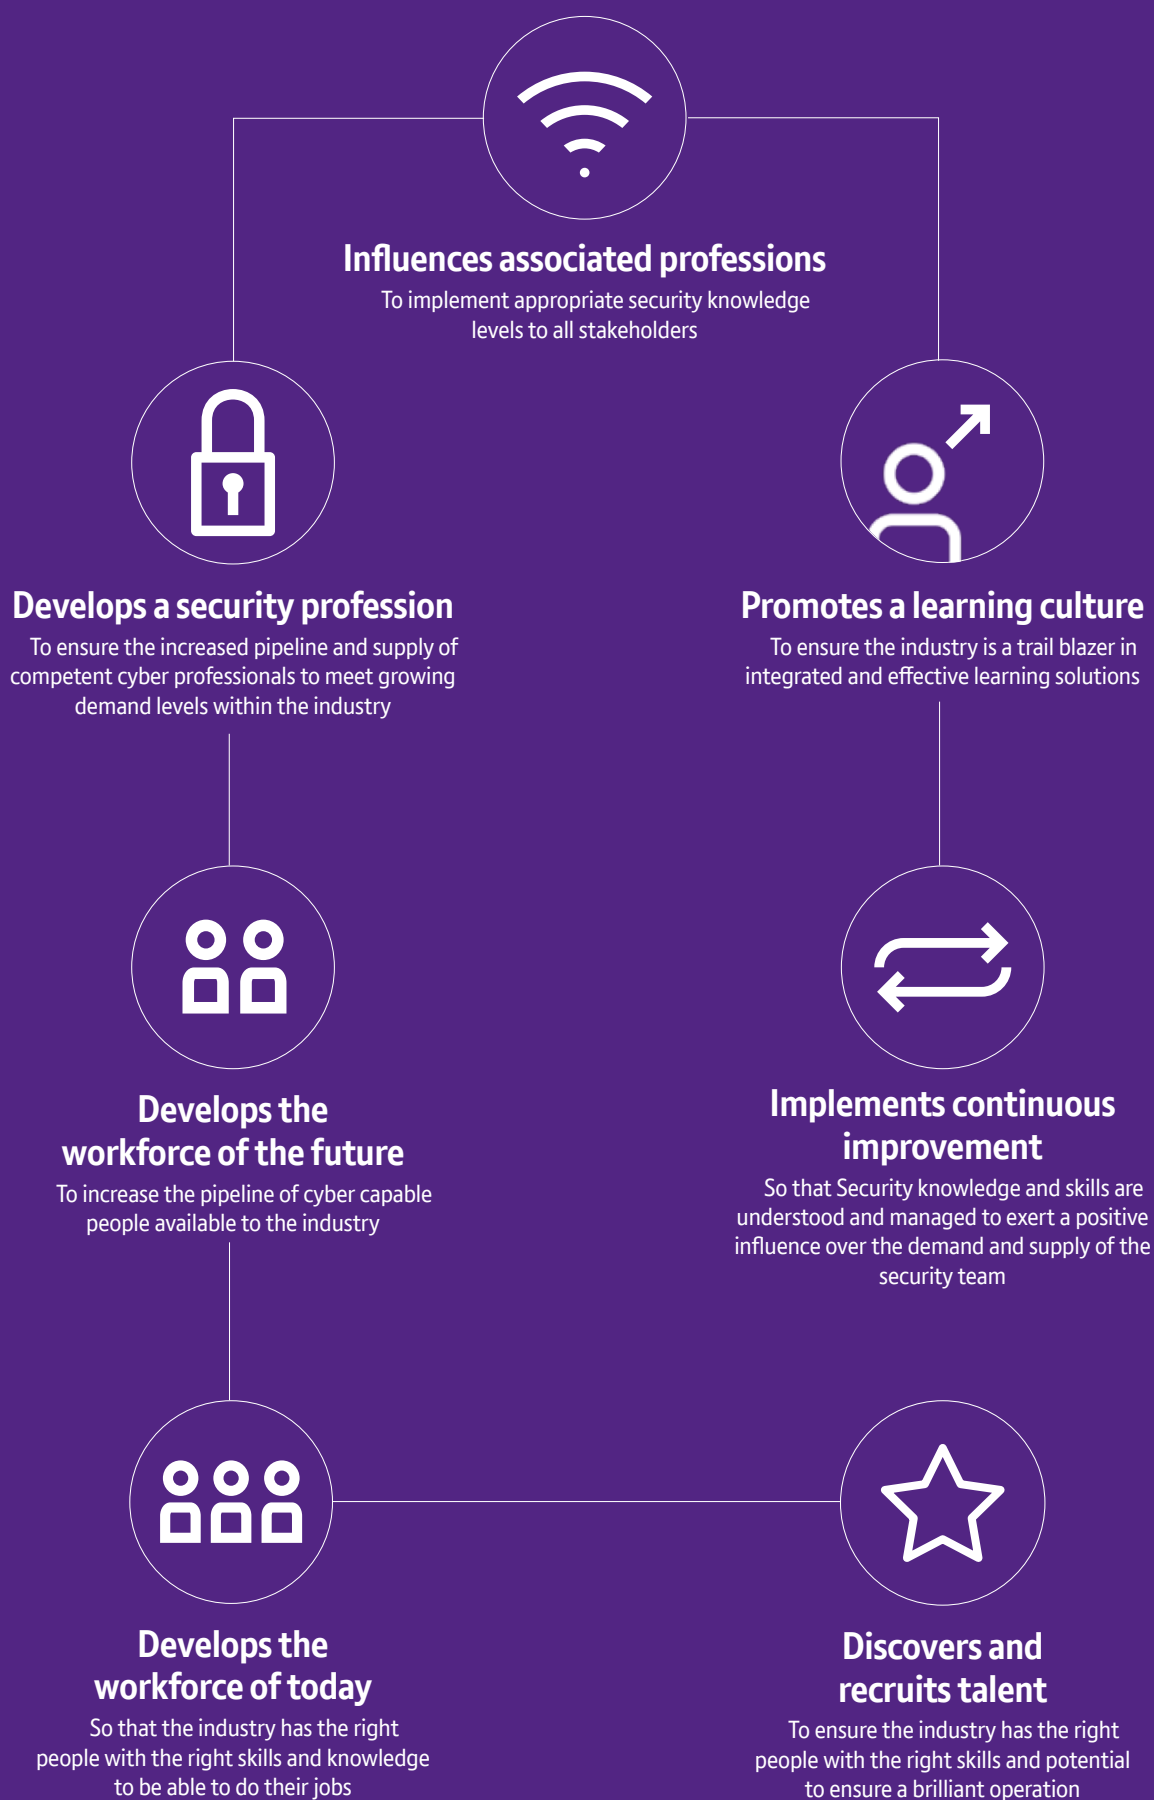 Influences associated professions
To implement appropriate security knowledge
levels to all stakeholders
Develops a security profession
To ensure the increased pipeline and supply of
competent cyber professionals to meet growing
demand levels within the industry
Promotes a learning culture
To ensure the industry is a trail blazer in
integrated and effective learning solutions
Develops the
workforce of the future
To increase the pipeline of cyber capable
people available to the industry
Implements continuous
improvement
So that Security knowledge and skills are
understood and managed to exert a positive
influence over the demand and supply of the
security team
Develops the
workforce of today
So that the industry has the right
people with the right skills and knowledge
to be able to do their jobs
Discovers and
recruits talent
To ensure the industry has the right
people with the right skills and potential
to ensure a brilliant operation